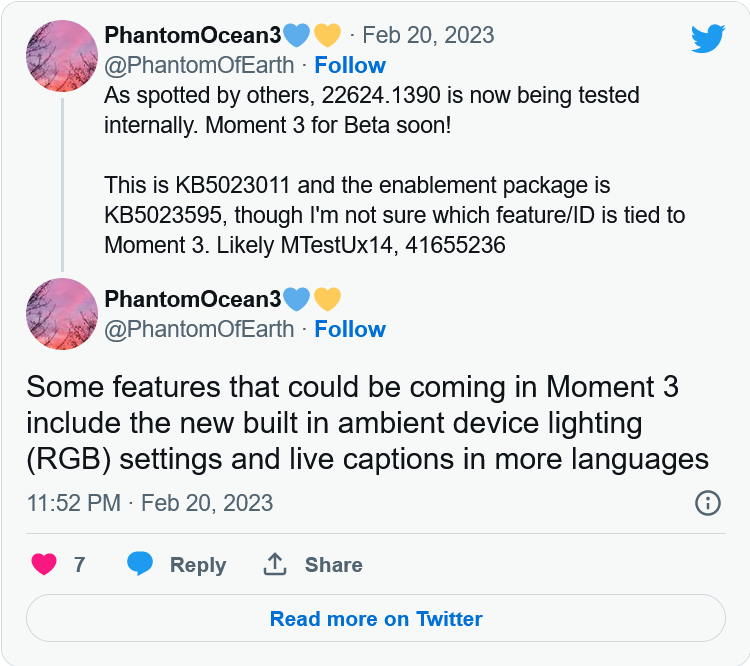 PhantomOcean3💙💛 · Feb 20, 2023
@PhantomOfEarth · Follow
As spotted by others, 22624.1390 is now being tested
internally. Moment 3 for Beta soon!
This is KB5023011 and the enablement package is
KB5023595, though I'm not sure which feature/ID is tied to
Moment 3. Likely MTestUx14, 41655236
PhantomOcean3💙💛
@PhantomOfEarth · Follow
Some features that could be coming in Moment 3
include the new built in ambient device lighting
(RGB) settings and live captions in more languages
11:52 PM · Feb 20, 2023
7 Reply Share
Read more on Twitter